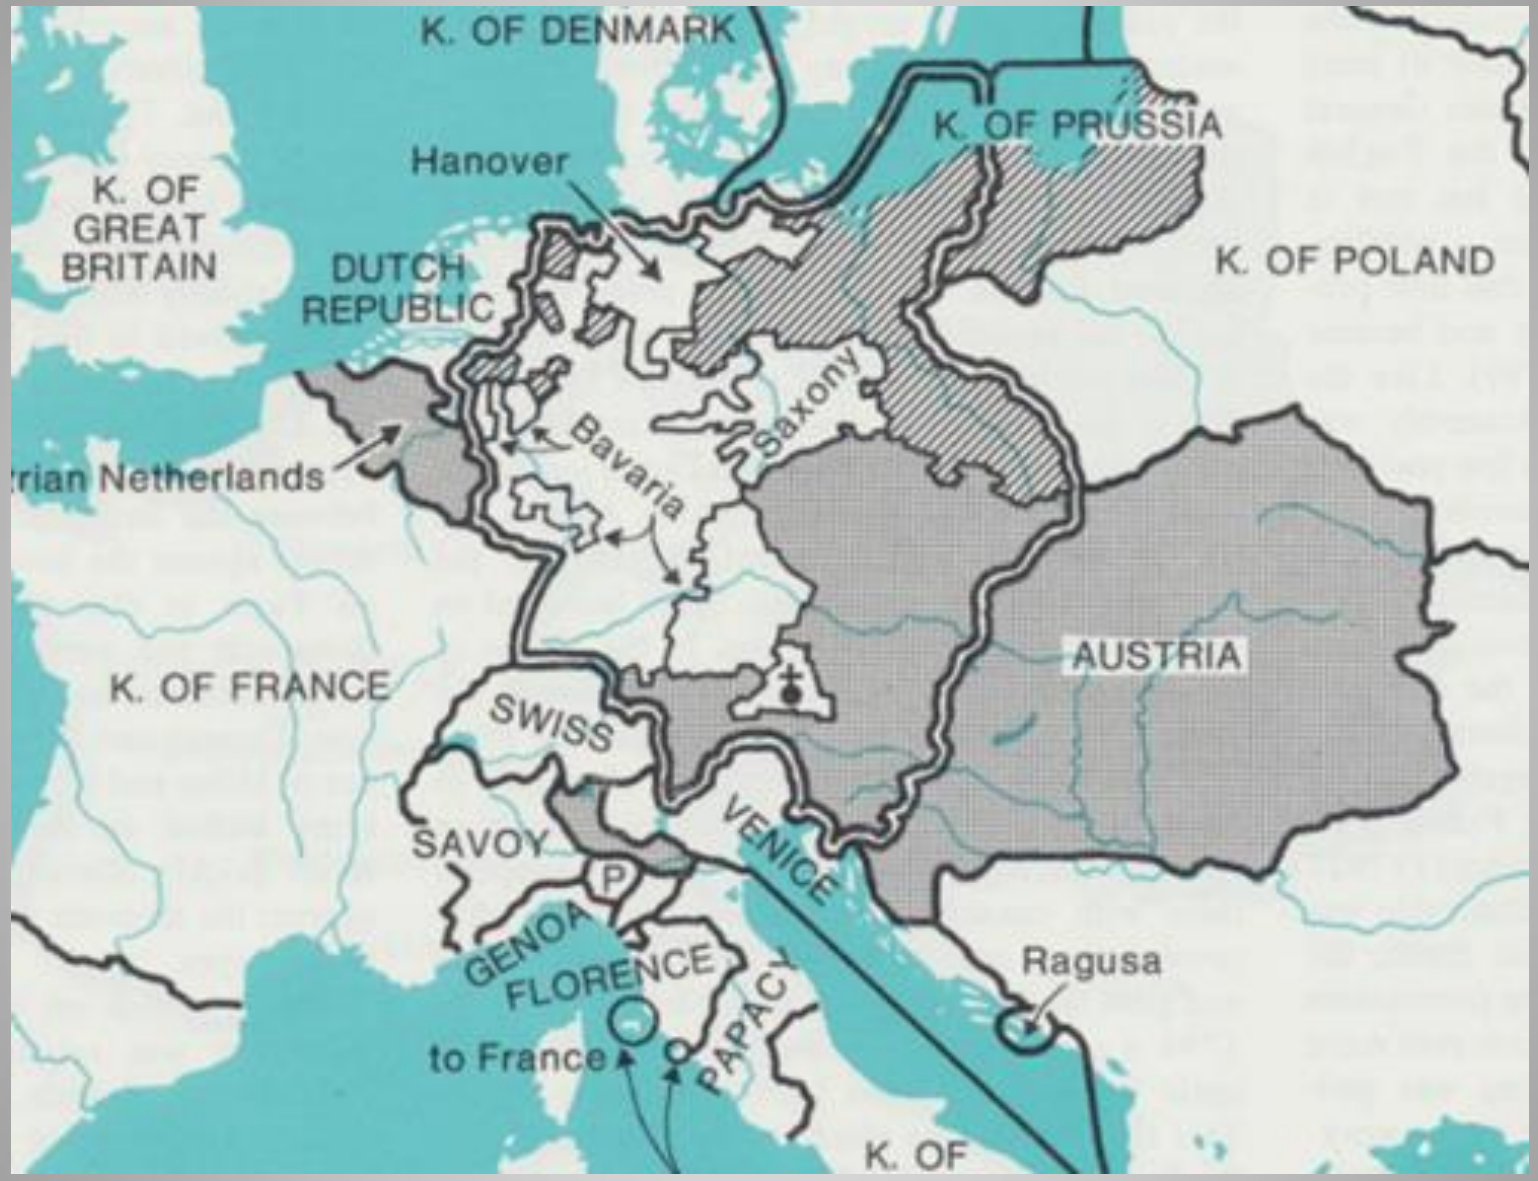 K. OF DENMARK
K. OF PRUSSIA
Hanover
K. OF
GREAT
BRITAIN
DUTCH
REPUBLIC
K. OF POLAND
Saxony
Bavaria
rian Netherlands
AUSTRIA
K. OF FRANCE
SWISS
VENICE
SAVOY
P
GENOA
FLORENCE
PAPACY
Ragusa
to France
K. OF